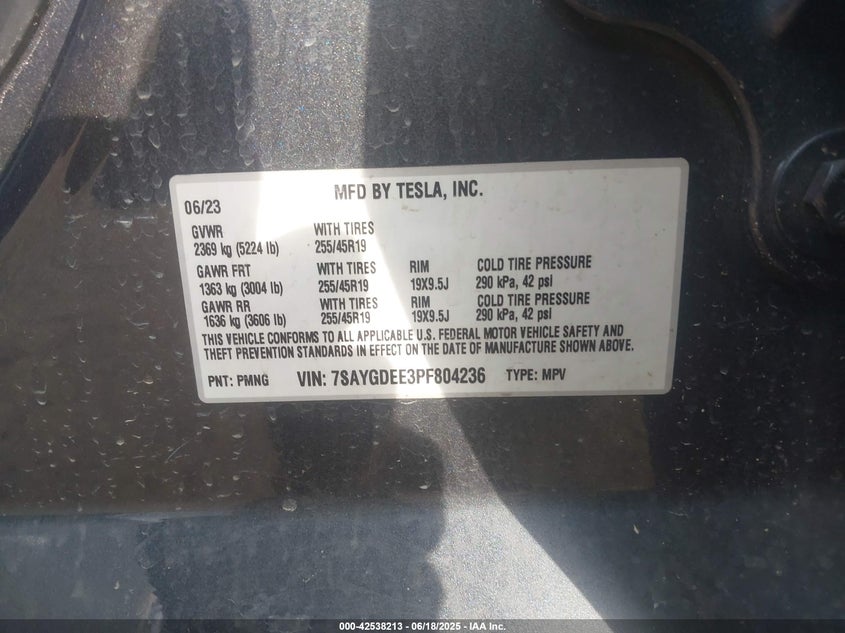 MFD BY TESLA, INC.
06/23
GVWR WITH TIRES
2369 kg (5224 lb) 255/45R19
GAWR FRT WITH TIRES RIM COLD TIRE PRESSURE
1363 kg (3004 lb) 255/45R19 19X9.5J 290 kPa, 42 psi
GAWR RR WITH TIRES RIM COLD TIRE PRESSURE
1636 kg (3606 lb) 255/45R19 19X9.5J 290 kPa, 42 psi
THIS VEHICLE CONFORMS TO ALL APPLICABLE U.S. FEDERAL MOTOR VEHICLE SAFETY AND
THEFT PREVENTION STANDARDS IN EFFECT ON THE DATE OF MANUFACTURE SHOWN ABOVE.
PNT: PMNG VIN: 7SAYGDEE3PF804236 TYPE: MPV
000-42538213 - 06/18/2025 - IAA Inc.